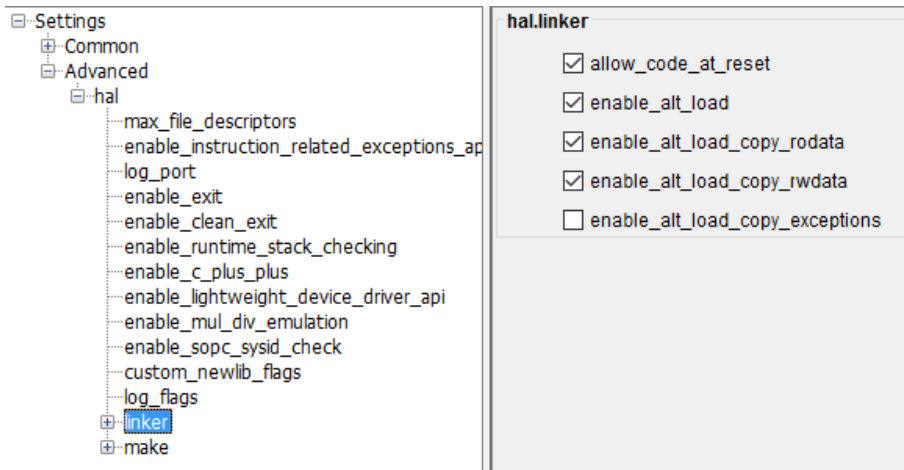 Settings
Common
Advanced
hal
max_file_descriptors
enable_instruction_related_exceptions_ap
log_port
enable_exit
enable_clean_exit
enable_runtime_stack_checking
enable_c_plus_plus
enable_lightweight_device_driver_api
enable_mul_div_emulation
enable_sopc_sysid_check
custom_newlib_flags
log_flags
linker
make
hal.linker
allow_code_at_reset
enable_alt_load
enable_alt_load_copy_rodata
enable_alt_load_copy_rwdata
enable_alt_load_copy_exceptions